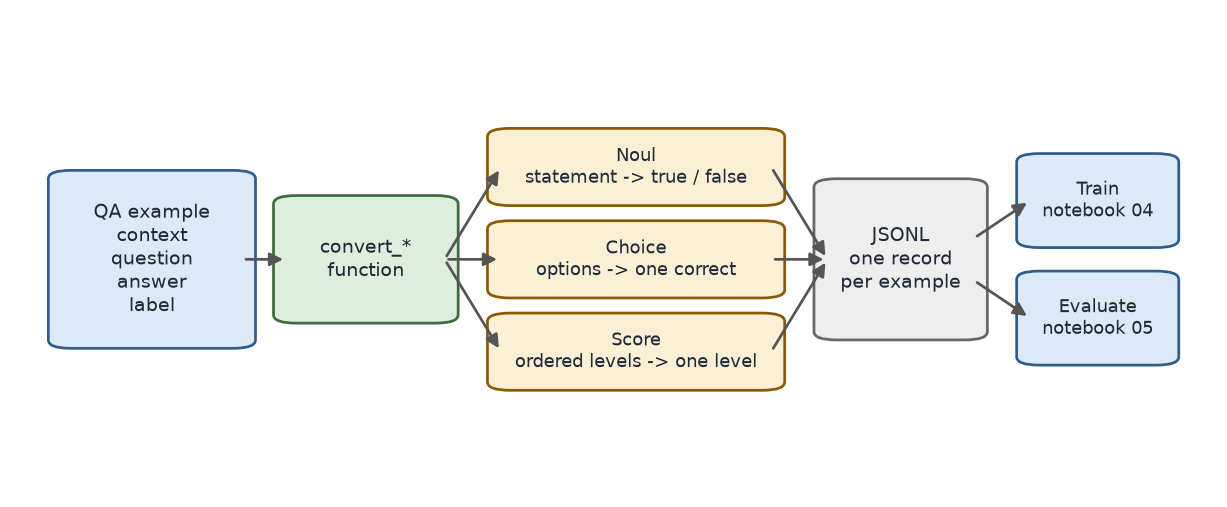 QA example
context
question
answer
label
convert_*
function
Noul
statement -> true / false
Choice
options -> one correct
Score
ordered levels -> one level
JSONL
one record
per example
Train
notebook 04
Evaluate
notebook 05